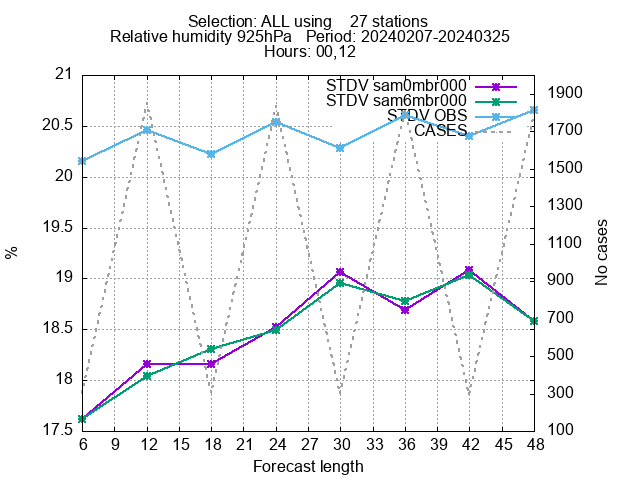 Selection: ALL using    27 stations
Relative humidity 925hPa   Period: 20240207-20240325
Hours: 00,12
STDV sam0mbr000
STDV sam6mbr000
STDV OBS
CASES
21
20.5
20
19.5
19
18.5
18
17.5
%
1900
1700
1500
1300
1100
900
700
500
300
100
No cases
6 9 12 15 18 21 24 27 30 33 36 39 42 45 48
Forecast length